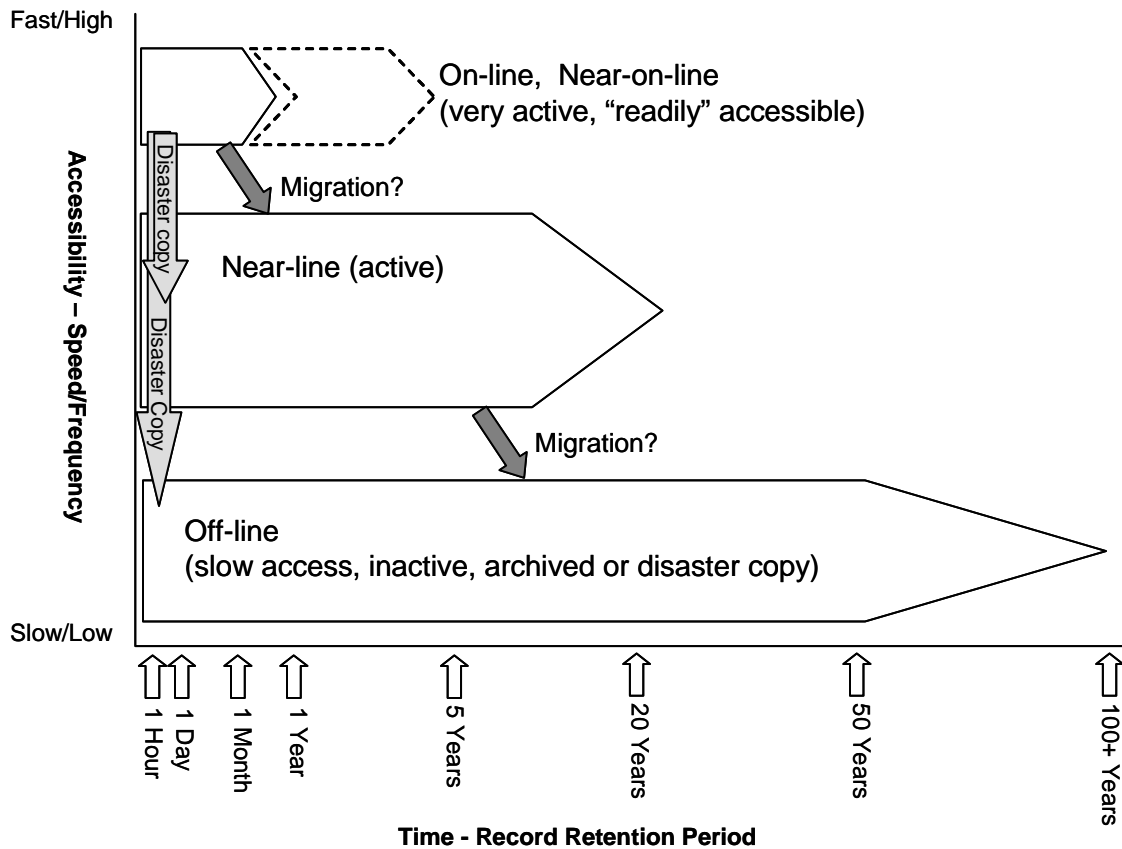 Fast/High
On-line,  Near-on-line
(very active, “readily” accessible)
Disaster copy
Migration?
Accessibility – Speed/Frequency
Near-line (active)
Disaster Copy
Migration?
Off-line
(slow access, inactive, archived or disaster copy)
Slow/Low
1 Hour
1 Day
1 Month
1 Year
5 Years
20 Years
50 Years
100+ Years
Time - Record Retention Period